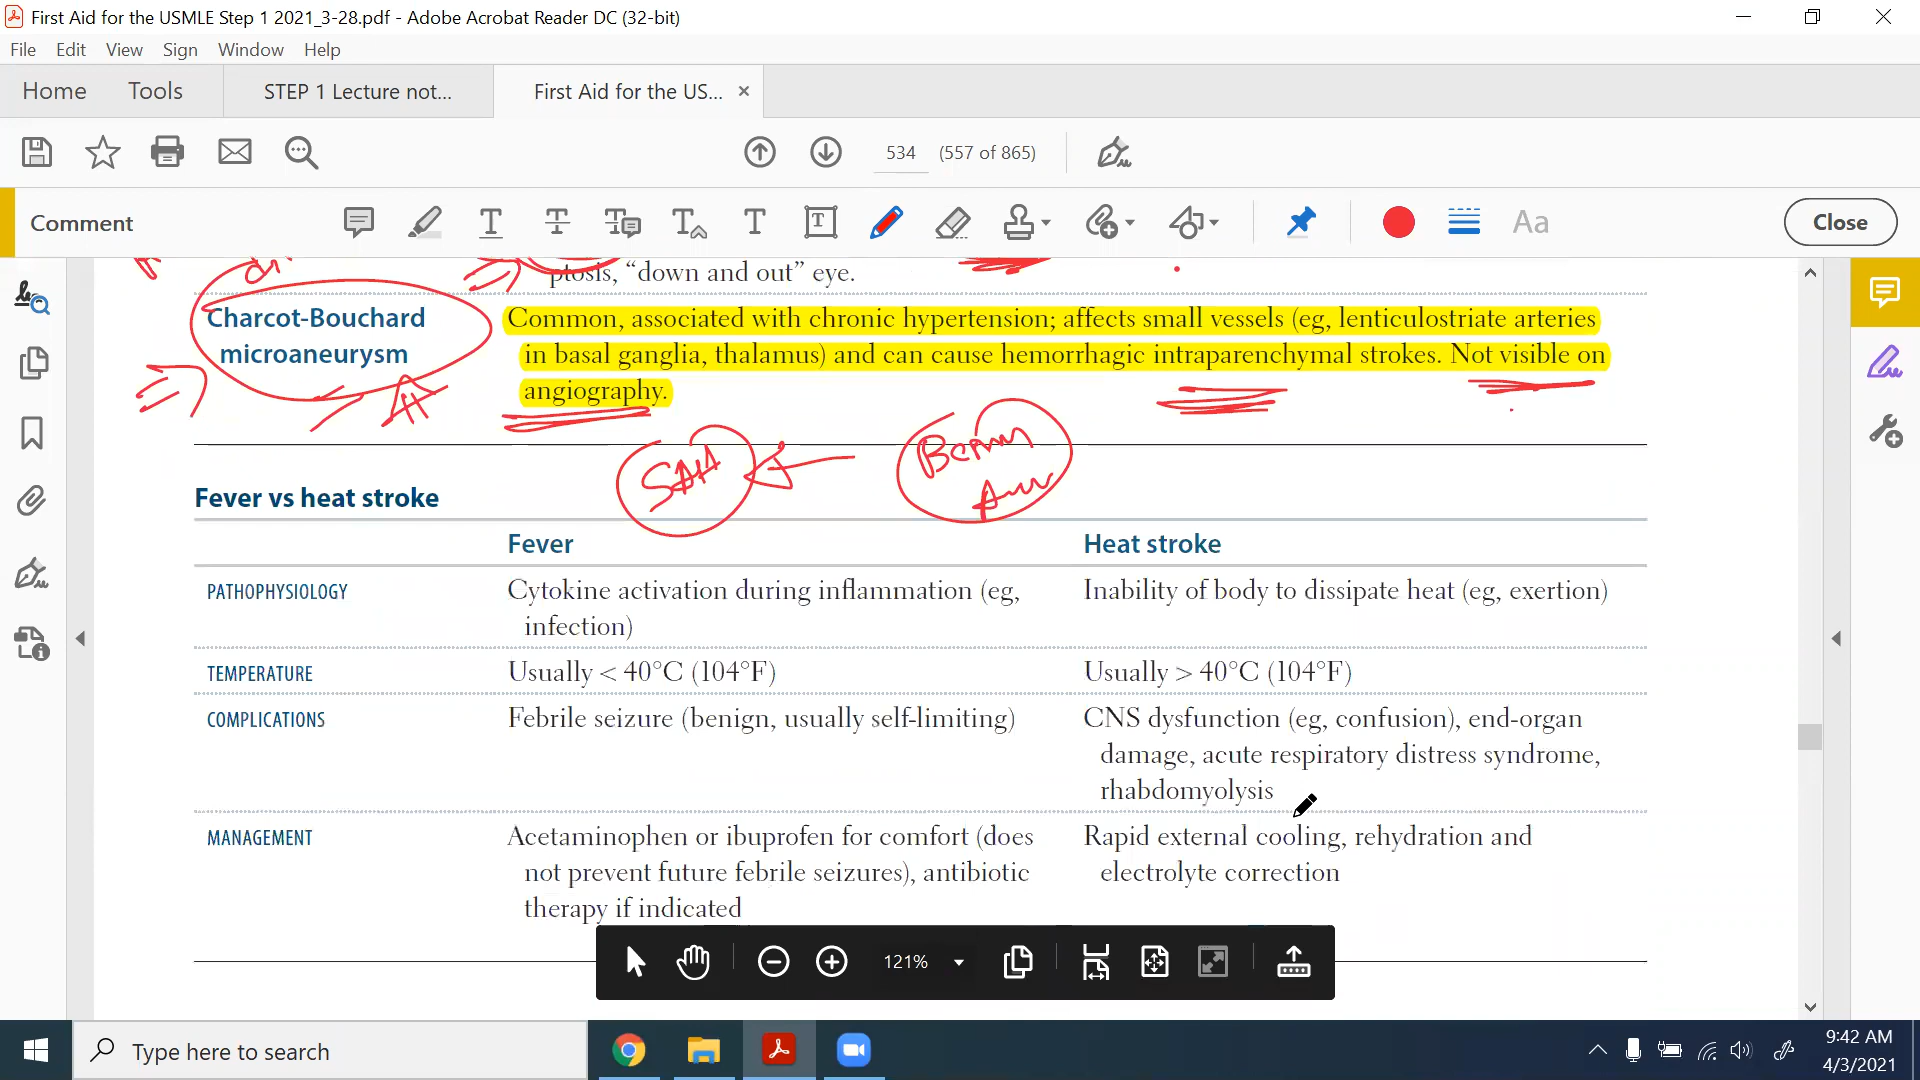 First Aid for the USMLE Step 1 2021_3-28.pdf - Adobe Acrobat Reader DC (32-bit)
File Edit View Sign Window Help
Home Tools STEP 1 Lecture not... First Aid for the US... ×
534 (557 of 865)
Comment Aa Close
ptosis, “down and out” eye.
Charcot-Bouchard
microaneurysm
Common, associated with chronic hypertension; affects small vessels (eg, lenticulostriate arteries
in basal ganglia, thalamus) and can cause hemorrhagic intraparenchymal strokes. Not visible on
angiography.
SAH
Fever vs heat stroke
Fever Heat stroke
PATHOPHYSIOLOGY
Cytokine activation during inflammation (eg,
infection)
Inability of body to dissipate heat (eg, exertion)
TEMPERATURE Usually < 40°C (104°F) Usually > 40°C (104°F)
COMPLICATIONS
Febrile seizure (benign, usually self-limiting)
CNS dysfunction (eg, confusion), end-organ
damage, acute respiratory distress syndrome,
rhabdomyolysis
MANAGEMENT
Acetaminophen or ibuprofen for comfort (does
not prevent future febrile seizures), antibiotic
therapy if indicated
Rapid external cooling, rehydration and
electrolyte correction
121%
Type here to search
9:42 AM
4/3/2021